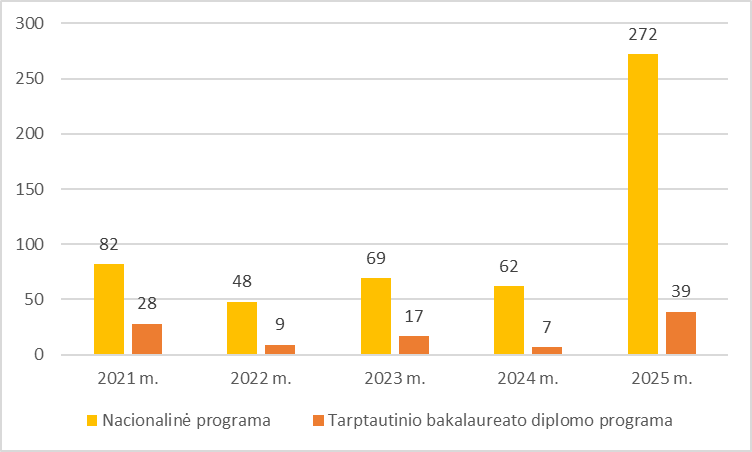 300
272
250
200
150
100
82
69
62
48
50
39
28
17
9
7
0
2021 m.
2022 m.
2023 m.
2024 m.
2025 m.
Nacionalinė programa
Tarptautinio bakalaureato diplomo programa